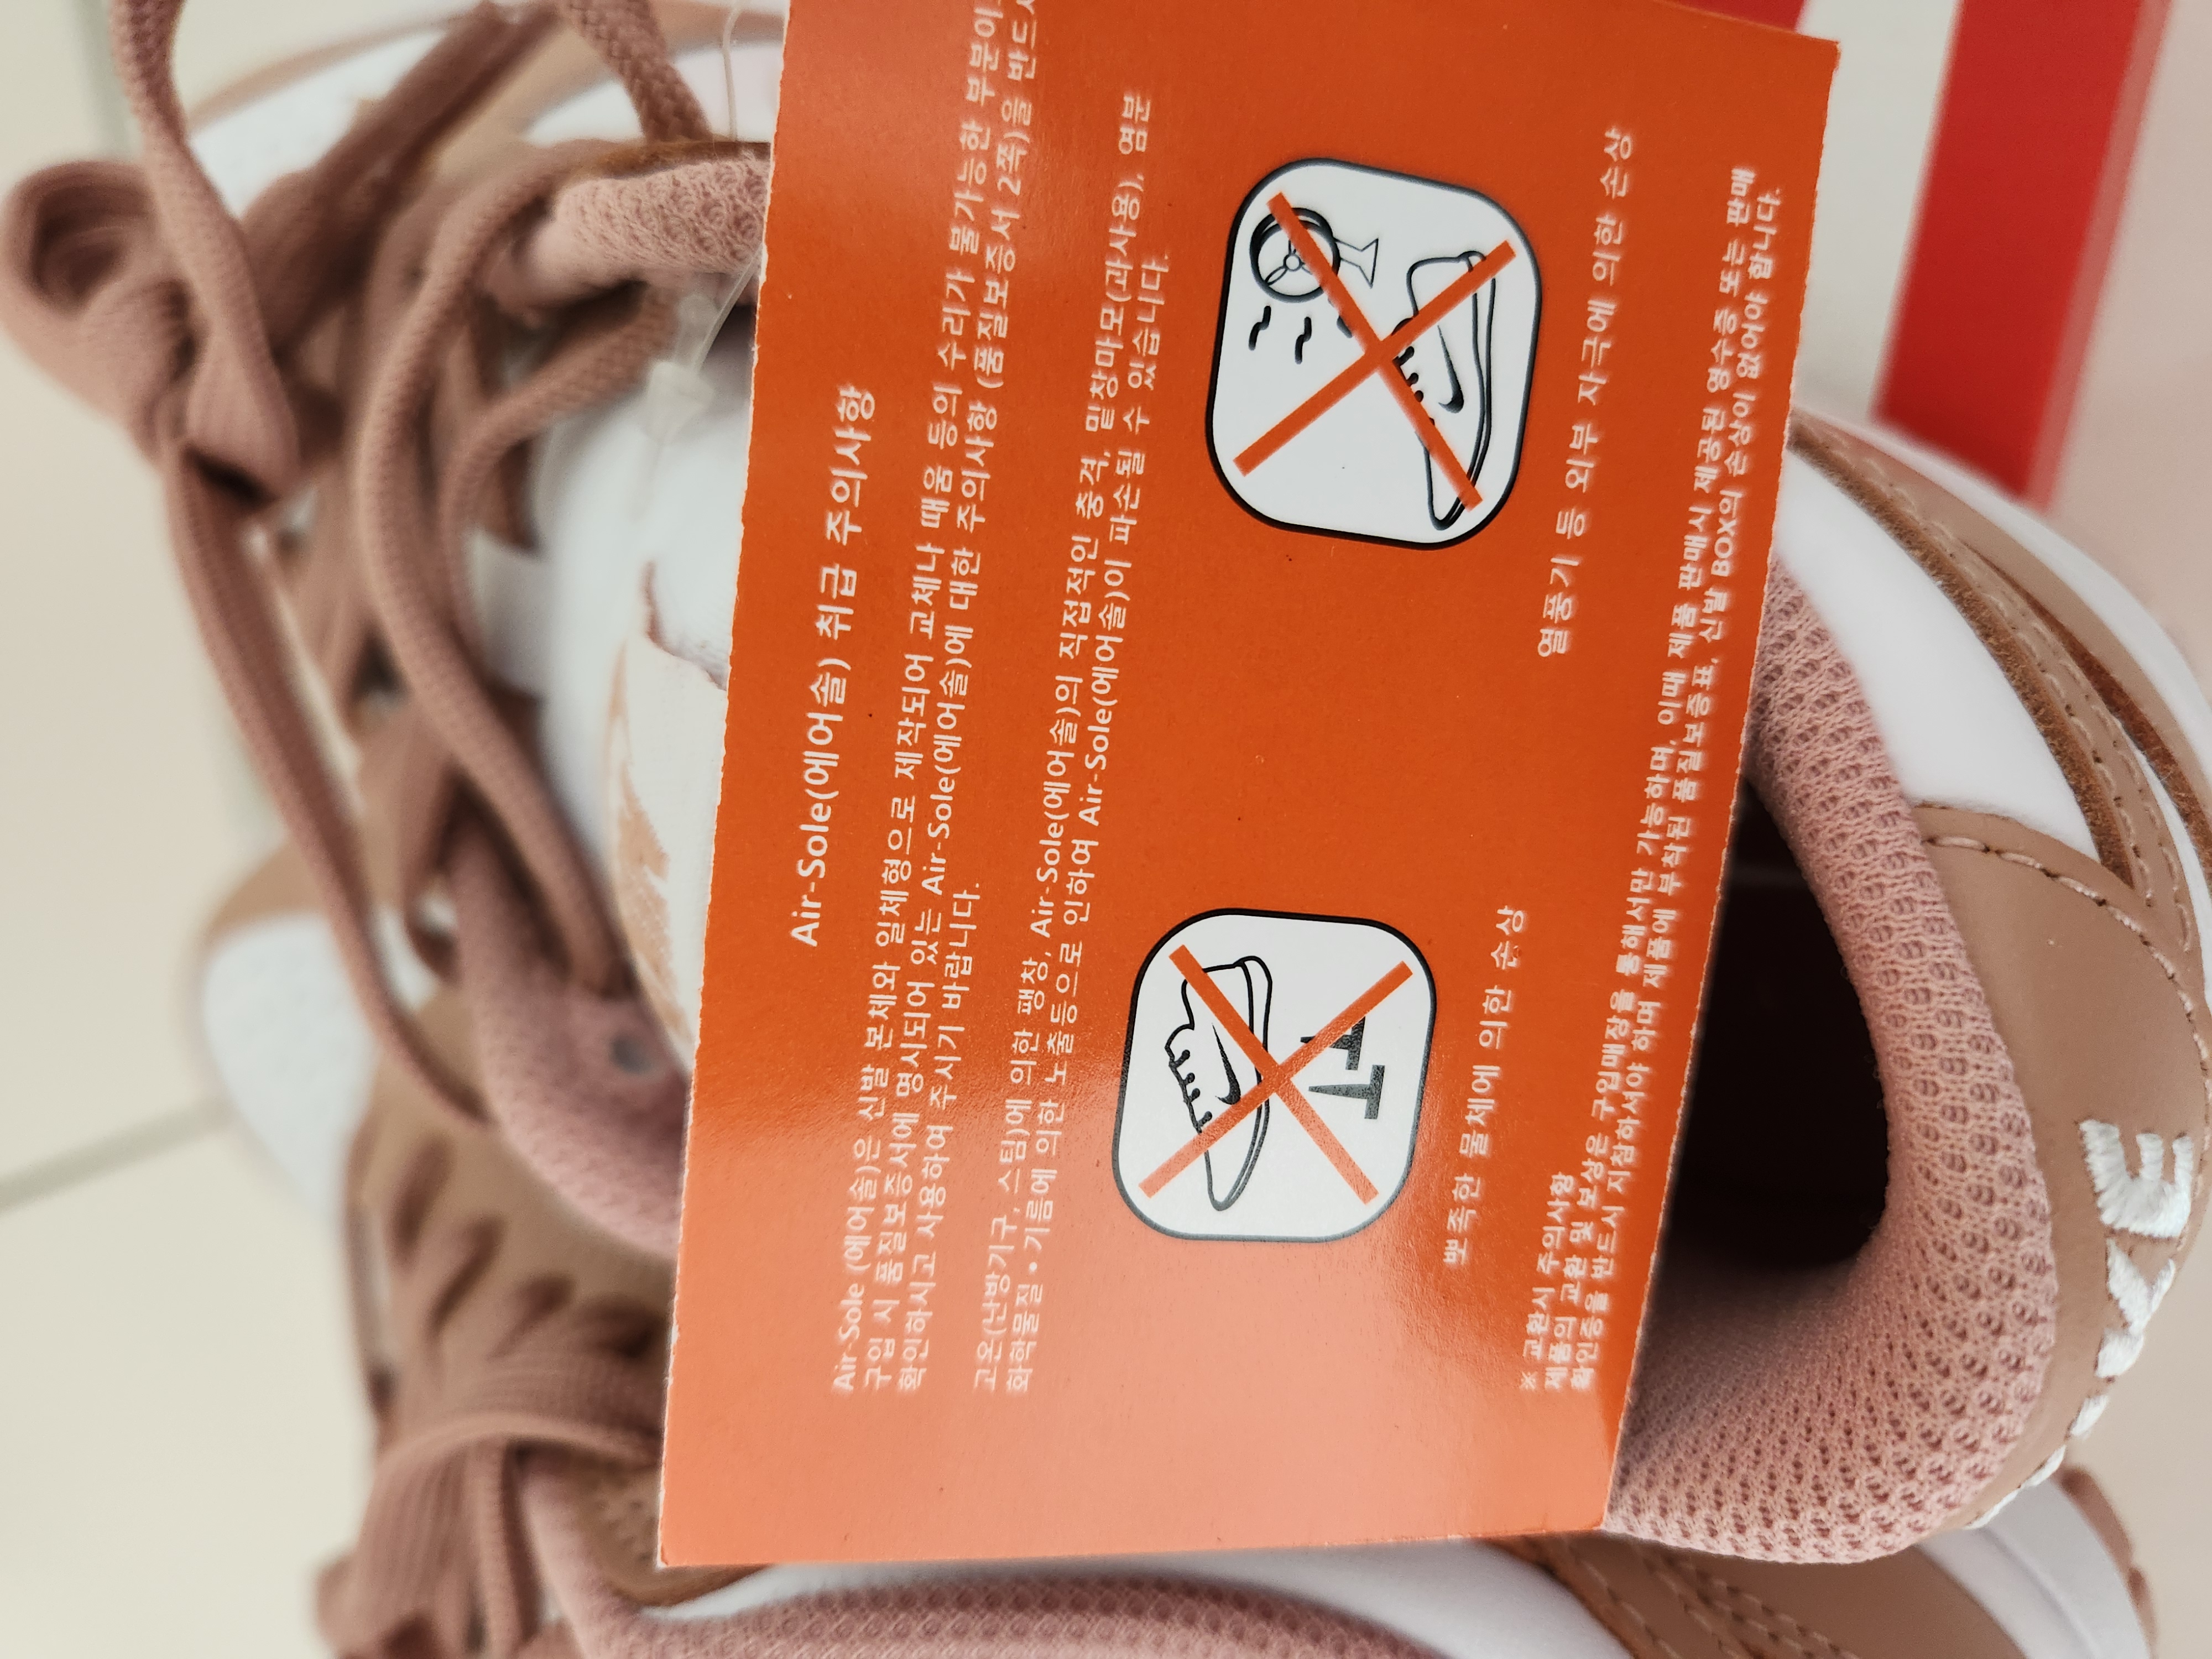 Air-Sole(에어솔) 취급 주의사항
Air-Sole (에어솔)은 신발 본체와 일체형으로 제작되어 교체나 때움 등의 수리가 불가능한 부분이
구입 시 품질보증서에 명시되어 있는 Air-Sole(에어솔)에 대한 주의사항 (품질보증서 2쪽)을 반드시
확인하시고 사용하여 주시기 바랍니다.
고온(난방기구, 스팀)에 의한 팽창, Air-Sole(에어솔)의 직접적인 충격, 밑창마모(과사용), 염분
화학물질•기름에 의한 노출등으로 인하여 Air-Sole(에어솔)이 파손될 수 있습니다.
뾰족한 물체에 의한 손상
열풍기 등 외부 자극에 의한 손상
※ 교환시 주의사항
제품의 교환 및 보상은 구입매장을 통해서만 가능하며, 이때 제품 판매시 제공된 영수증 또는 판매
확인증을 반드시 지참하셔야 하며 제품에 부착된 품질보증표, 신발 BOX의 손상이 없어야 합니다.
NIKE